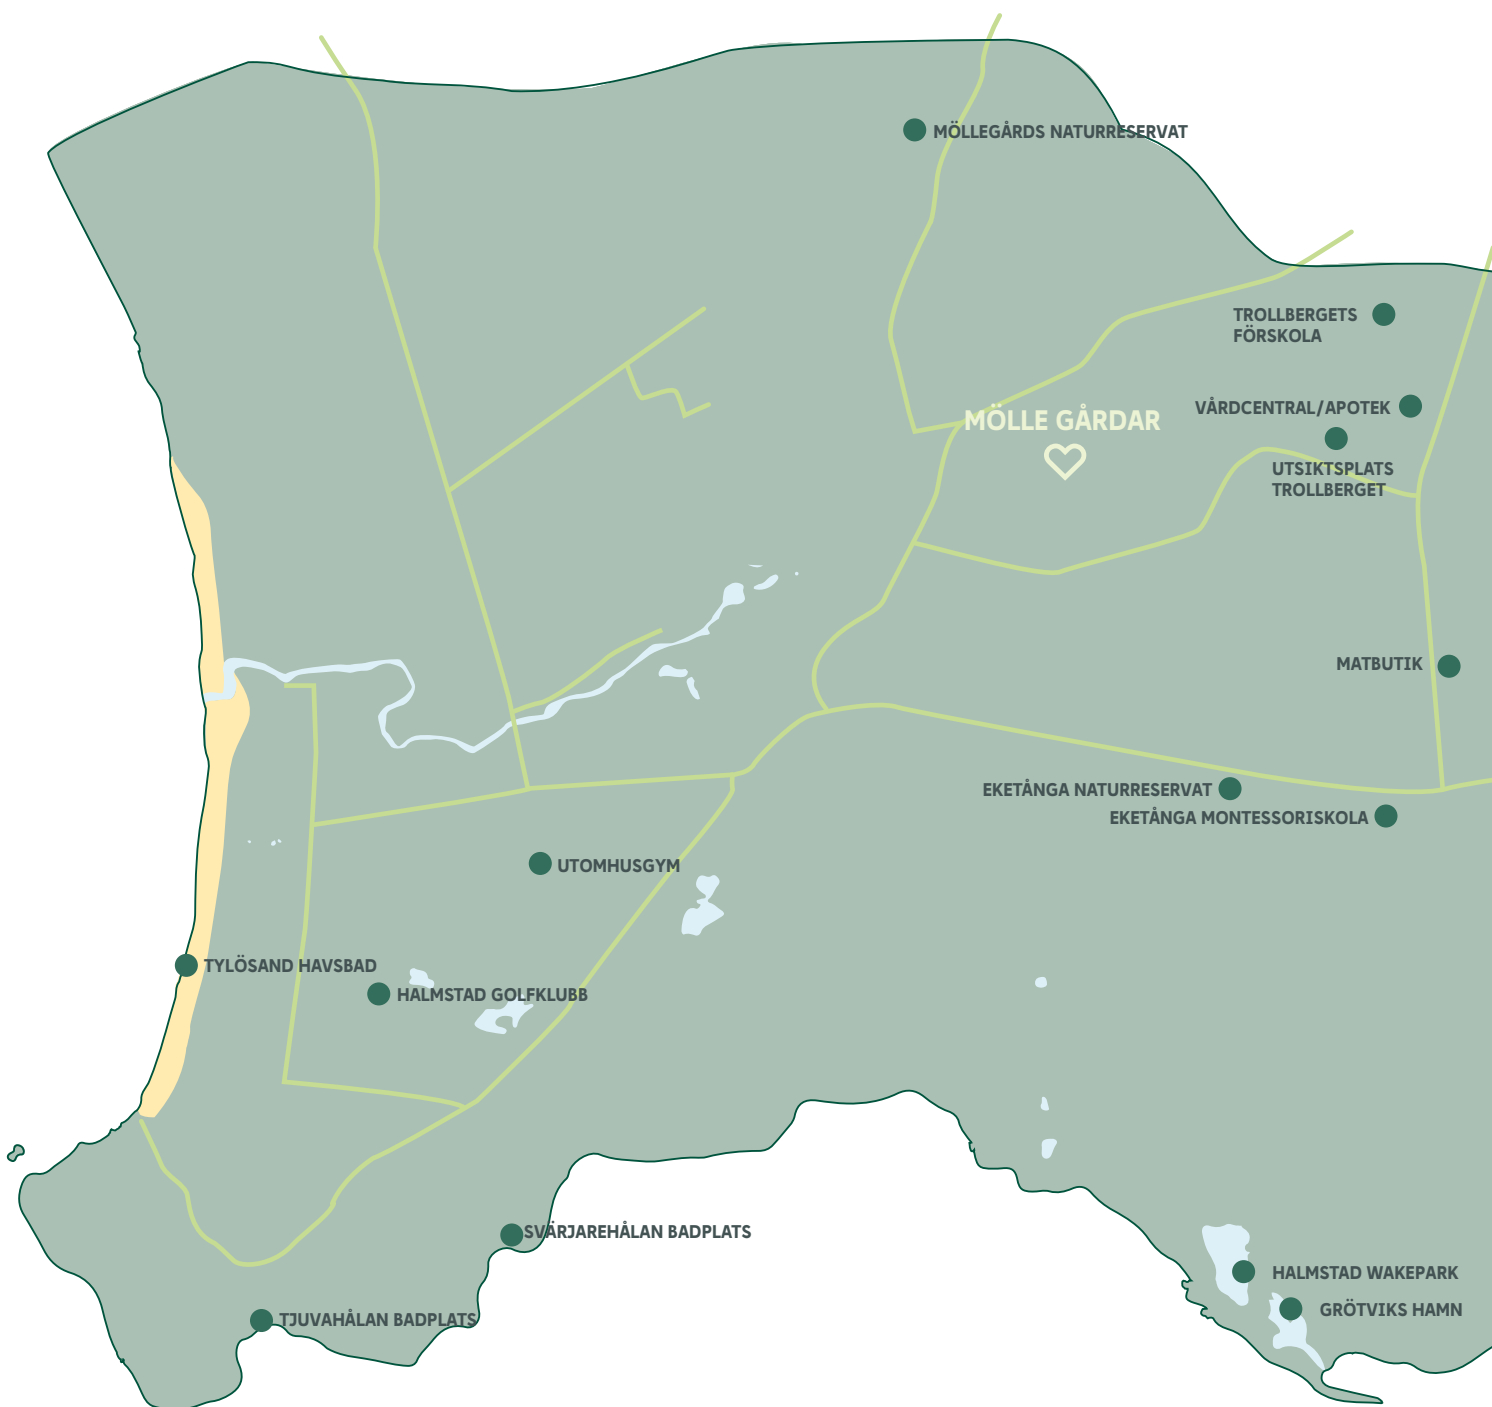 MÖLLEGÅRDS NATURRESERVAT
TROLLBERGETS
FÖRSKOLA
VÅRDCENTRAL/APOTEK
MÖLLE GÅRDAR
UTSIKTSPLATS
TROLLBERGET
MATBUTIK
EKETÅNGA NATURRESERVAT
EKETÅNGA MONTESSORISKOLA
UTOMHUSGYM
TYLÖSAND HAVSBAD
HALMSTAD GOLFKLUBB
SVÄRJAREHÅLAN BADPLATS
HALMSTAD WAKEPARK
GRÖTVIKS HAMN
TJUVAHÅLAN BADPLATS